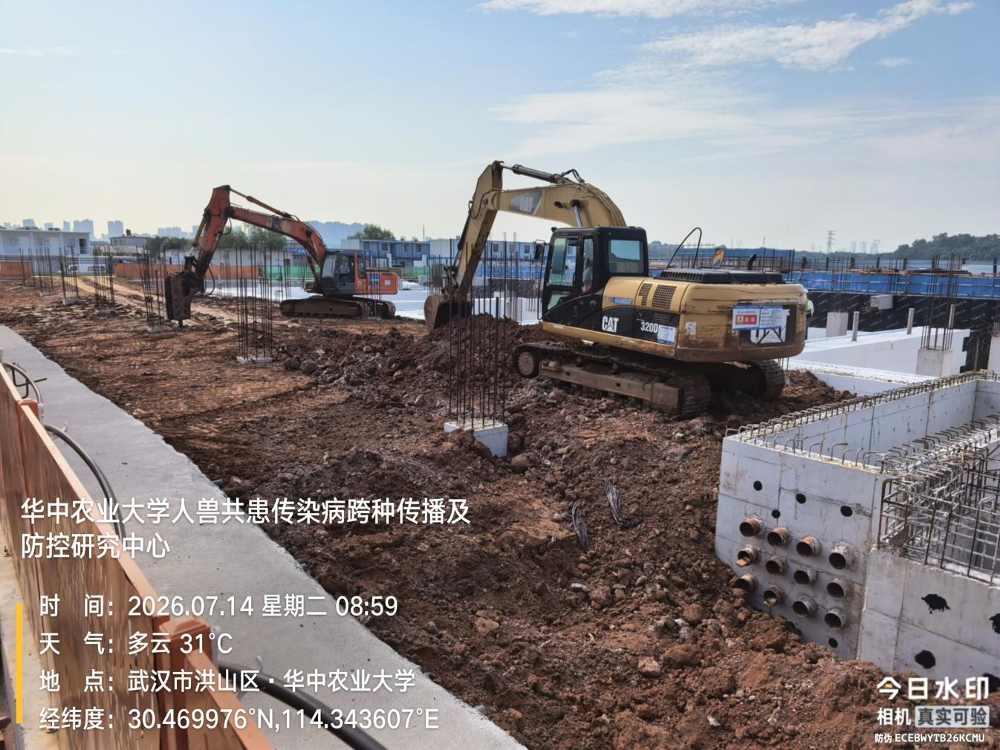 CAT
320D
华中农业大学人兽共患传染病跨种传播及
防控研究中心
时 间：2026.07.14 星期二 08:59
天 气：多云 31°C
地 点：武汉市洪山区·华中农业大学
经纬度：30.469976°N,114.343607°E
今日水印
相机 真实可验
防伪 ECEBWYTB26KCMU